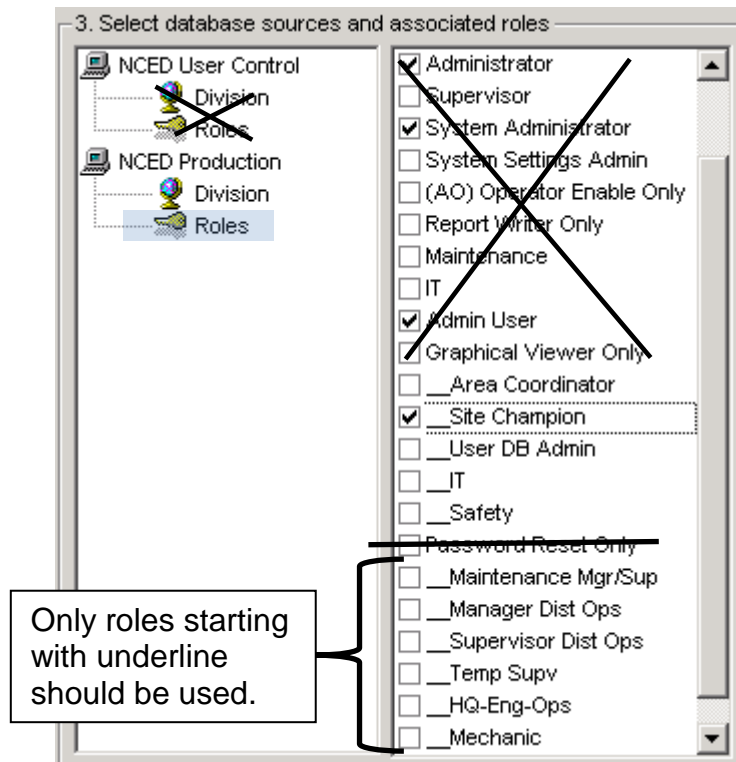 3. Select database sources and associated roles
NCED User Control
Division
Roles
NCED Production
Division
Roles
Administrator
Supervisor
System Administrator
System Settings Admin
(AO) Operator Enable Only
Report Writer Only
Maintenance
IT
Admin User
Graphical Viewer Only
__Area Coordinator
__Site Champion
__User DB Admin
__IT
__Safety
Password Reset Only
__Maintenance Mgr/Sup
__Manager Dist Ops
__Supervisor Dist Ops
__Temp Supv
__HQ-Eng-Ops
__Mechanic
Only roles starting
with underline
should be used.